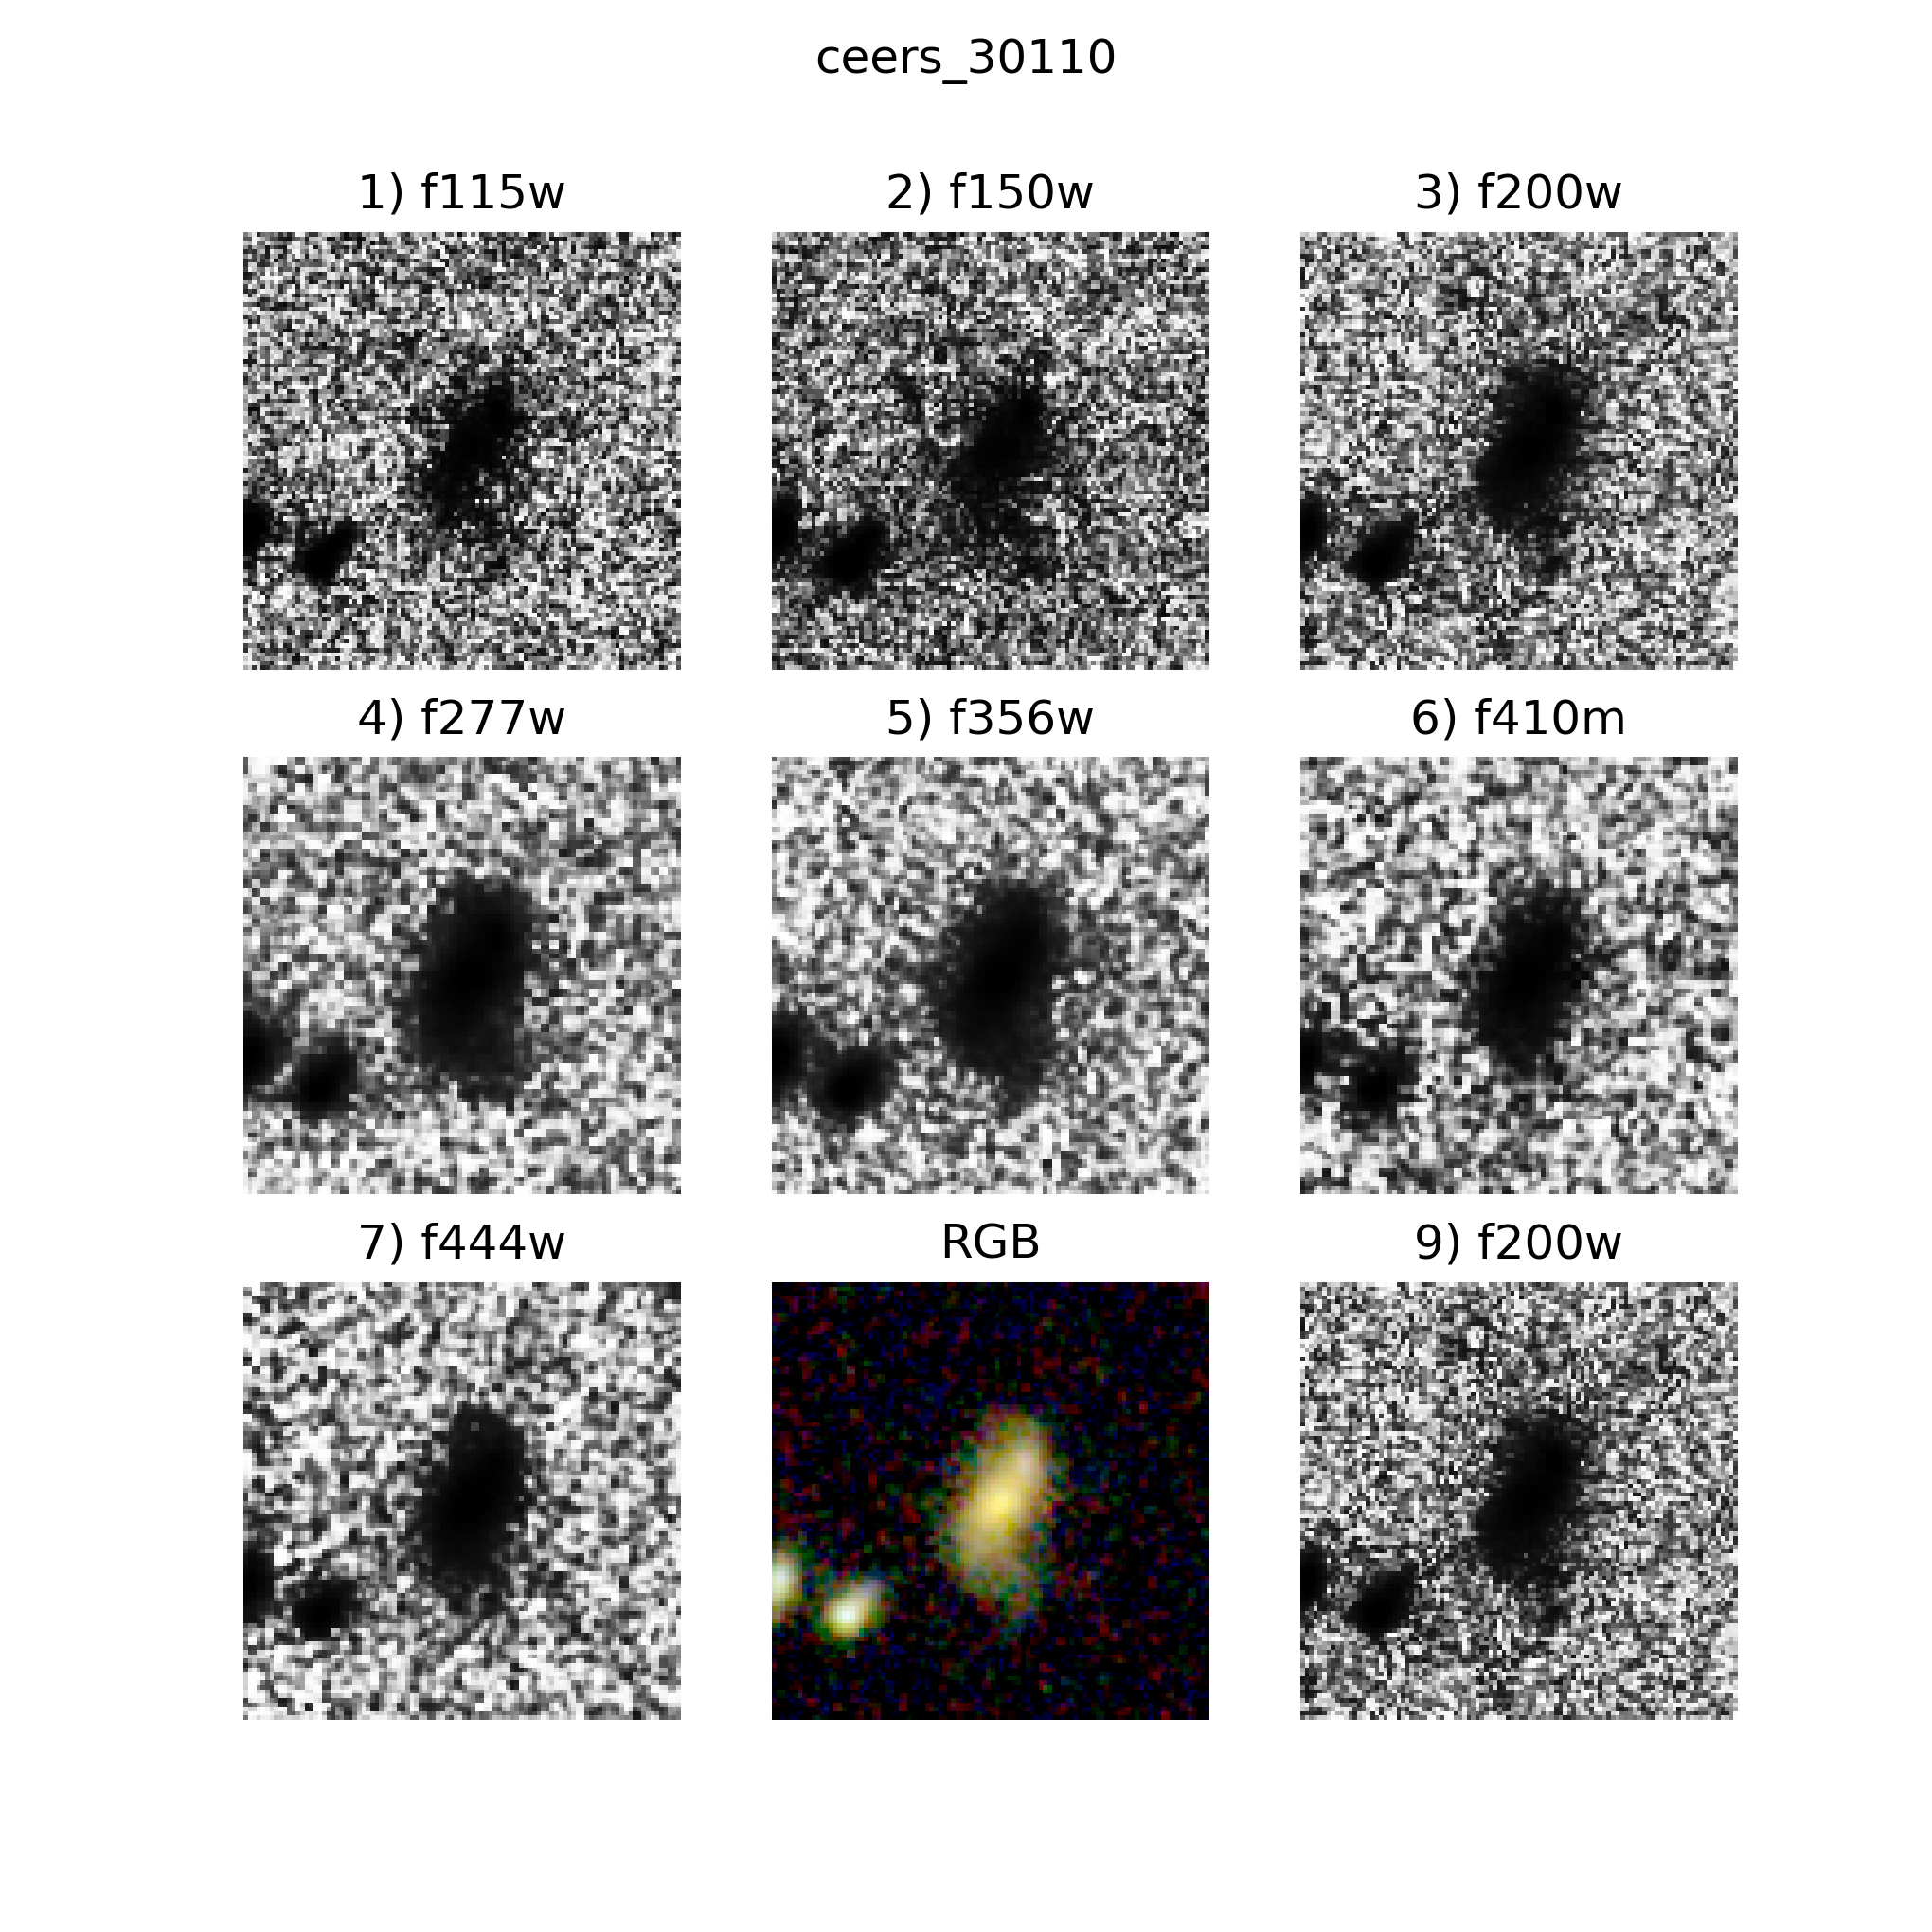 ceers_30110
1) f115w
2) f150w
3) f200w
4) f277w
5) f356w
6) f410m
7) f444w
RGB
9) f200w